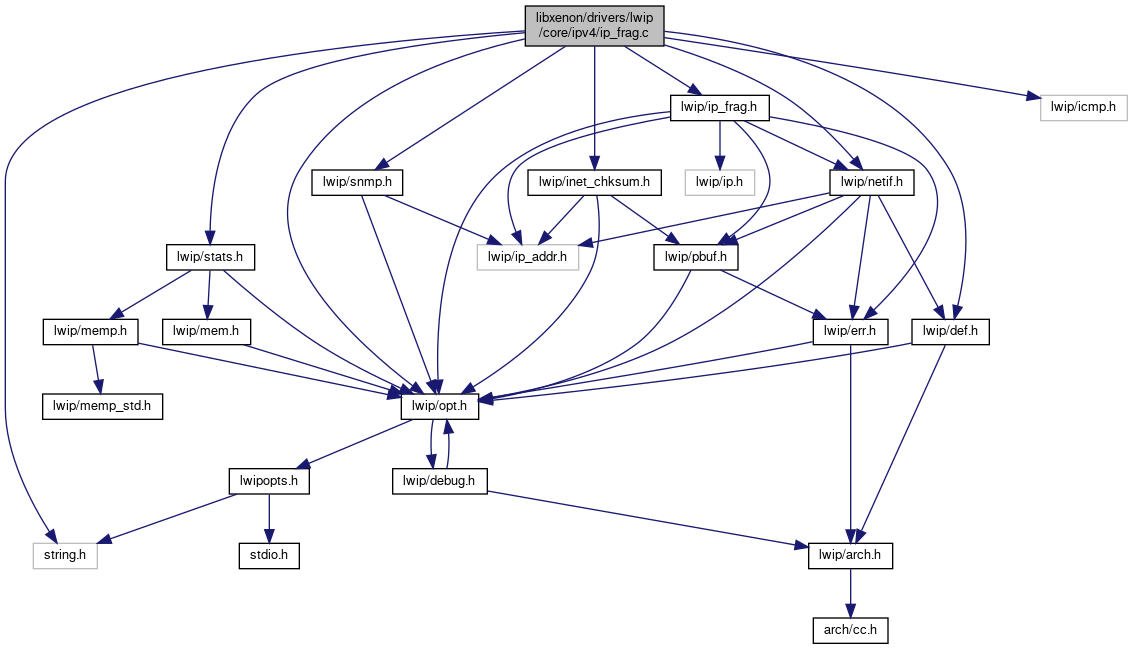 libxenon/drivers/lwip
/core/ipv4/ip_frag.c
lwip/ip_frag.h
lwip/icmp.h
lwip/snmp.h
lwip/inet_chksum.h
lwip/ip.h
lwip/netif.h
lwip/stats.h
lwip/ip_addr.h
lwip/pbuf.h
lwip/memp.h
lwip/mem.h
lwip/err.h
lwip/def.h
lwip/memp_std.h
lwip/opt.h
lwipopts.h
lwip/debug.h
string.h
stdio.h
lwip/arch.h
arch/cc.h